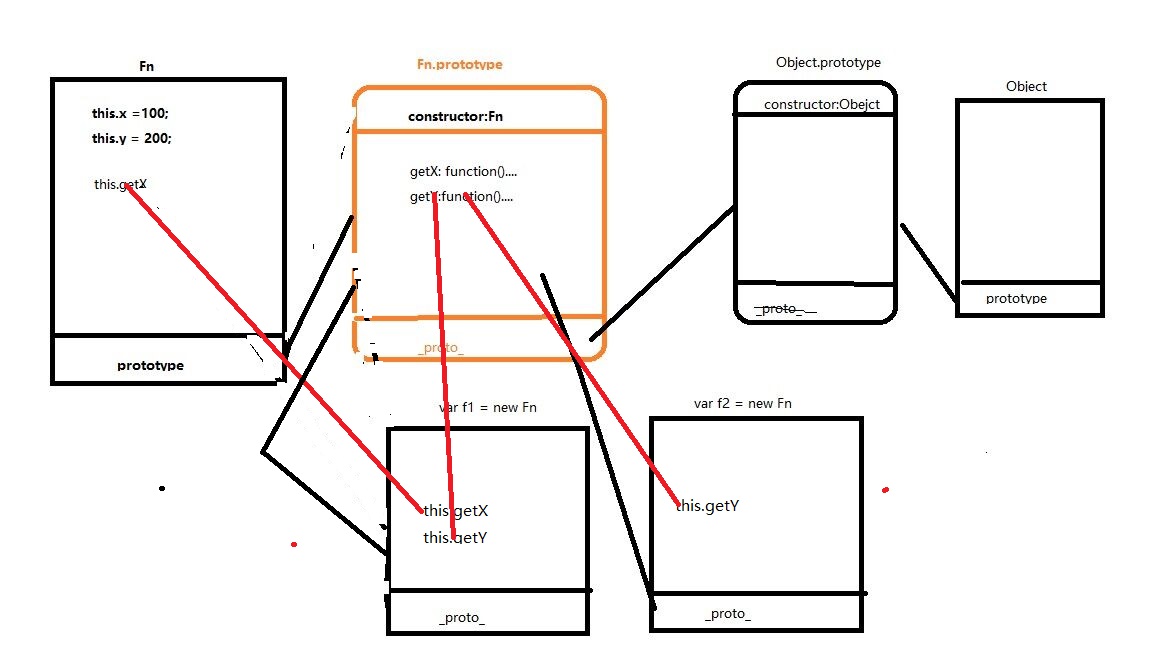 Fn
this.x =100;
this.y = 200;
this.getX
prototype
Fn.prototype
constructor:Fn
getX: function()....
getY:function()....
_proto_
Object.prototype
constructor:Obejct
_proto_
Object
prototype
var f1 = new Fn
this.getX
this.getY
_proto_
var f2 = new Fn
this.getY
_proto_